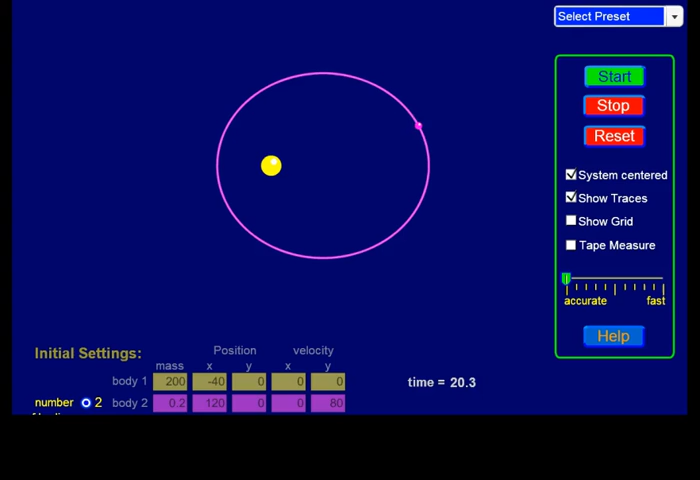 Select Preset
Start
Stop
Reset
System centered
Show Traces
Show Grid
Tape Measure
accurate fast
Help
Initial Settings:
Position velocity
mass x y x y
body 1 200 -40 0 0 0
number 2 body 2 0.2 120 0 0 80
time = 20.3